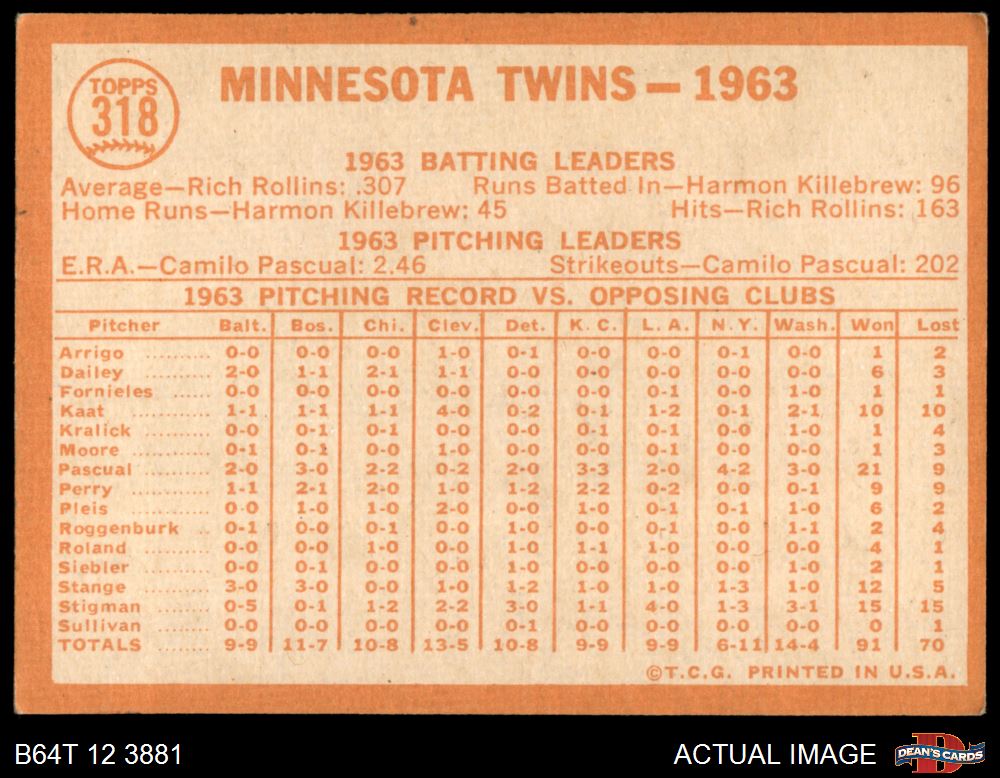 TOPPS
318
MINNESOTA TWINS — 1963
1963 BATTING LEADERS
Average—Rich Rollins: .307 Runs Batted In—Harmon Killebrew: 96
Home Runs—Harmon Killebrew: 45 Hits—Rich Rollins: 163
1963 PITCHING LEADERS
E.R.A.—Camilo Pascual: 2.46 Strikeouts—Camilo Pascual: 202
1963 PITCHING RECORD VS. OPPOSING CLUBS
Pitcher Balt. Bos. Chi. Clev. Det. K. C. L. A. N. Y. Wash. Won Lost
Arrigo .......... 0-0 0-0 0-0 1-0 0-1 0-0 0-0 0-1 0-0 1 2
Dailey .......... 2-0 1-1 2-1 1-1 0-0 0-0 0-0 0-0 0-0 6 3
Fornieles ...... 0-0 0-0 0-0 0-0 0-0 0-0 0-1 0-0 1-0 1 1
Kaat ............ 1-1 1-1 1-1 4-0 0-2 0-1 1-2 0-1 2-1 10 10
Kralick .......... 0-0 0-1 0-1 0-0 0-0 0-1 0-1 0-0 1-0 1 4
Moore .......... 0-1 0-1 0-0 1-0 0-0 0-0 0-1 0-0 0-0 1 3
Pascual ........ 2-0 3-0 2-2 0-2 2-0 3-3 2-0 4-2 3-0 21 9
Perry ............ 1-1 2-1 2-0 1-0 1-2 2-2 0-2 0-0 0-1 9 9
Pleis ............ 0-0 1-0 1-0 2-0 0-0 1-0 0-1 0-1 1-0 6 2
Roggenburk .. 0-1 0-0 0-1 0-0 1-0 0-0 0-1 0-0 1-1 2 4
Roland .......... 0-0 0-0 1-0 0-0 1-0 1-1 1-0 0-0 0-0 4 1
Siebler .......... 0-0 0-1 0-0 0-0 1-0 0-0 0-0 0-0 1-0 2 1
Stange .......... 3-0 3-0 0-0 1-0 1-2 1-0 1-0 1-3 1-0 12 5
Stigman ........ 0-5 0-1 1-2 2-2 3-0 1-1 4-0 1-3 3-1 15 15
Sullivan ........ 0-0 0-0 0-0 0-0 0-1 0-0 0-0 0-0 0-0 0 1
TOTALS ...... 9-9 11-7 10-8 13-5 10-8 9-9 9-9 6-11 14-4 91 70
©T.C.G. PRINTED IN U.S.A.
B64T 12 3881 ACTUAL IMAGE
D
DEAN'S CARDS